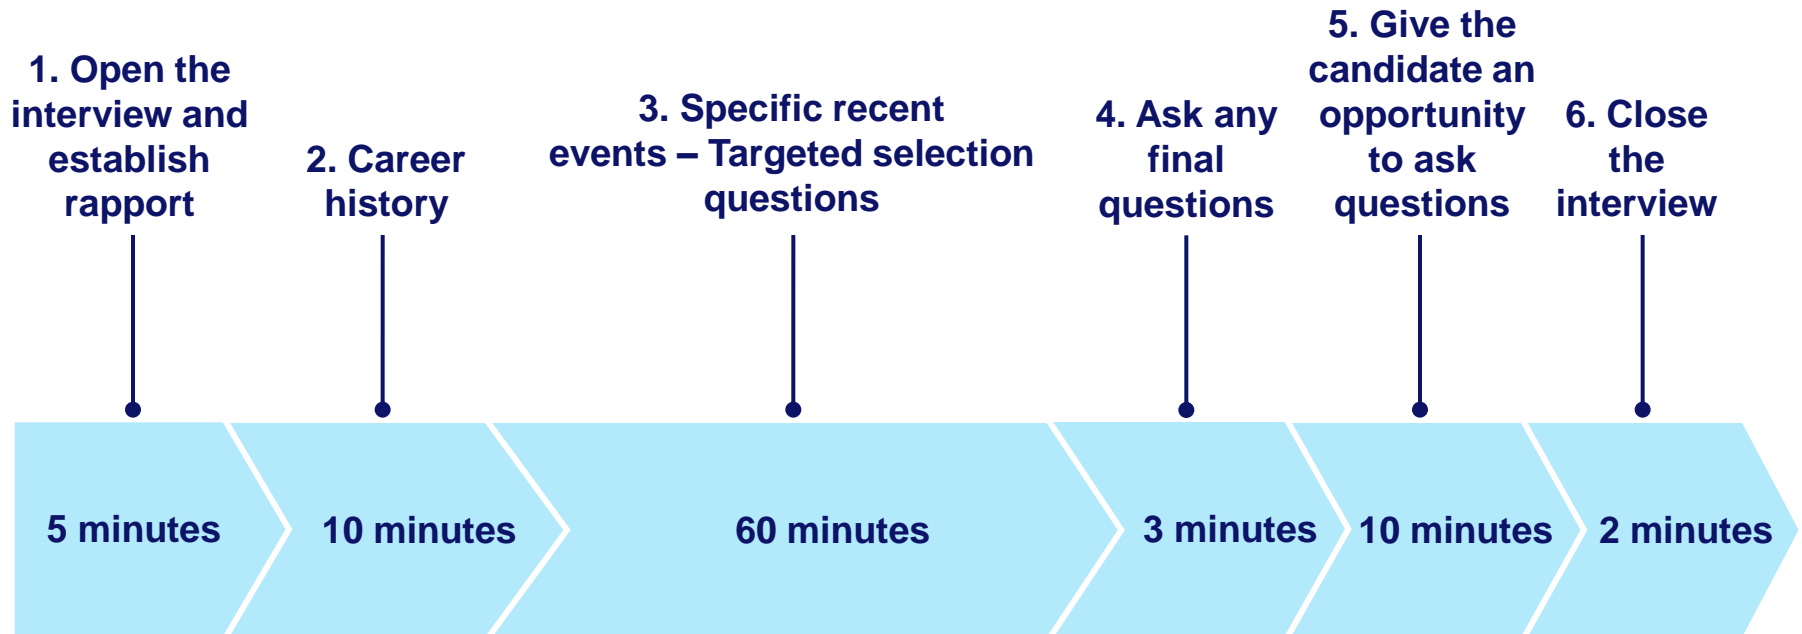 1. Open the
interview and
establish
rapport
2. Career
history
3. Specific recent
events – Targeted selection
questions
4. Ask any
final
questions
5. Give the
candidate an
opportunity
to ask
questions
6. Close
the
interview
5 minutes
10 minutes
60 minutes
3 minutes
10 minutes
2 minutes